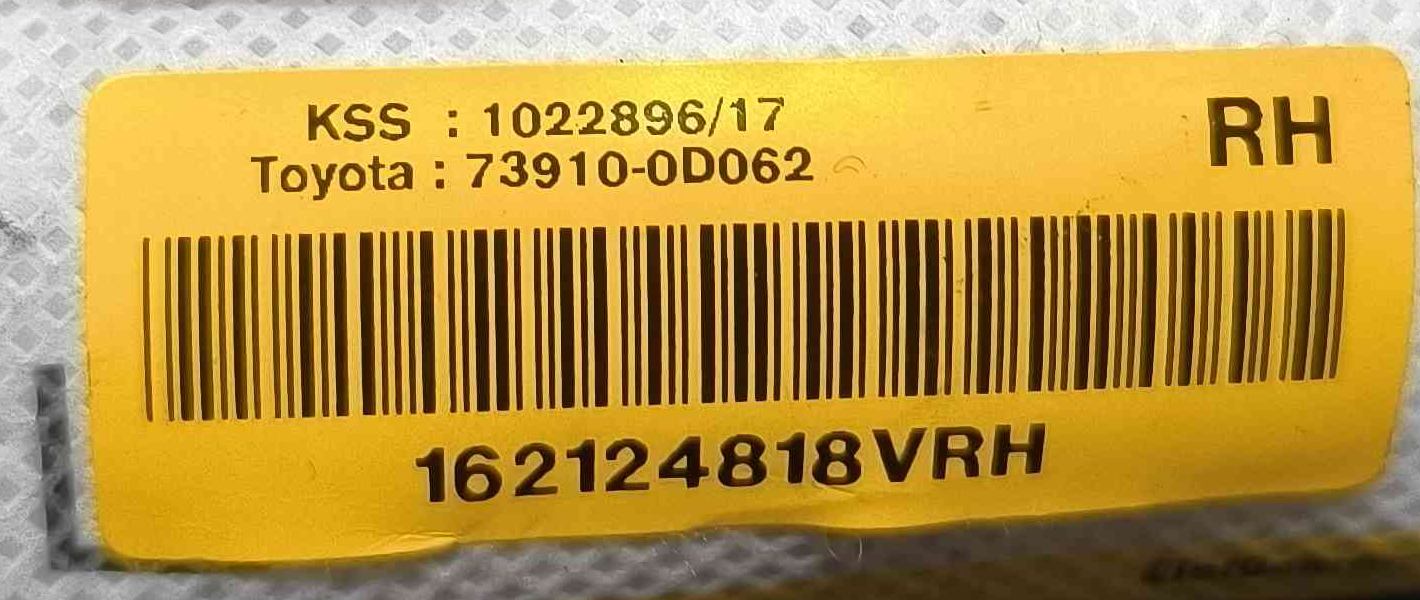 KSS : 1022896/17
RH
Toyota : 73910-0D062
162124818VRH